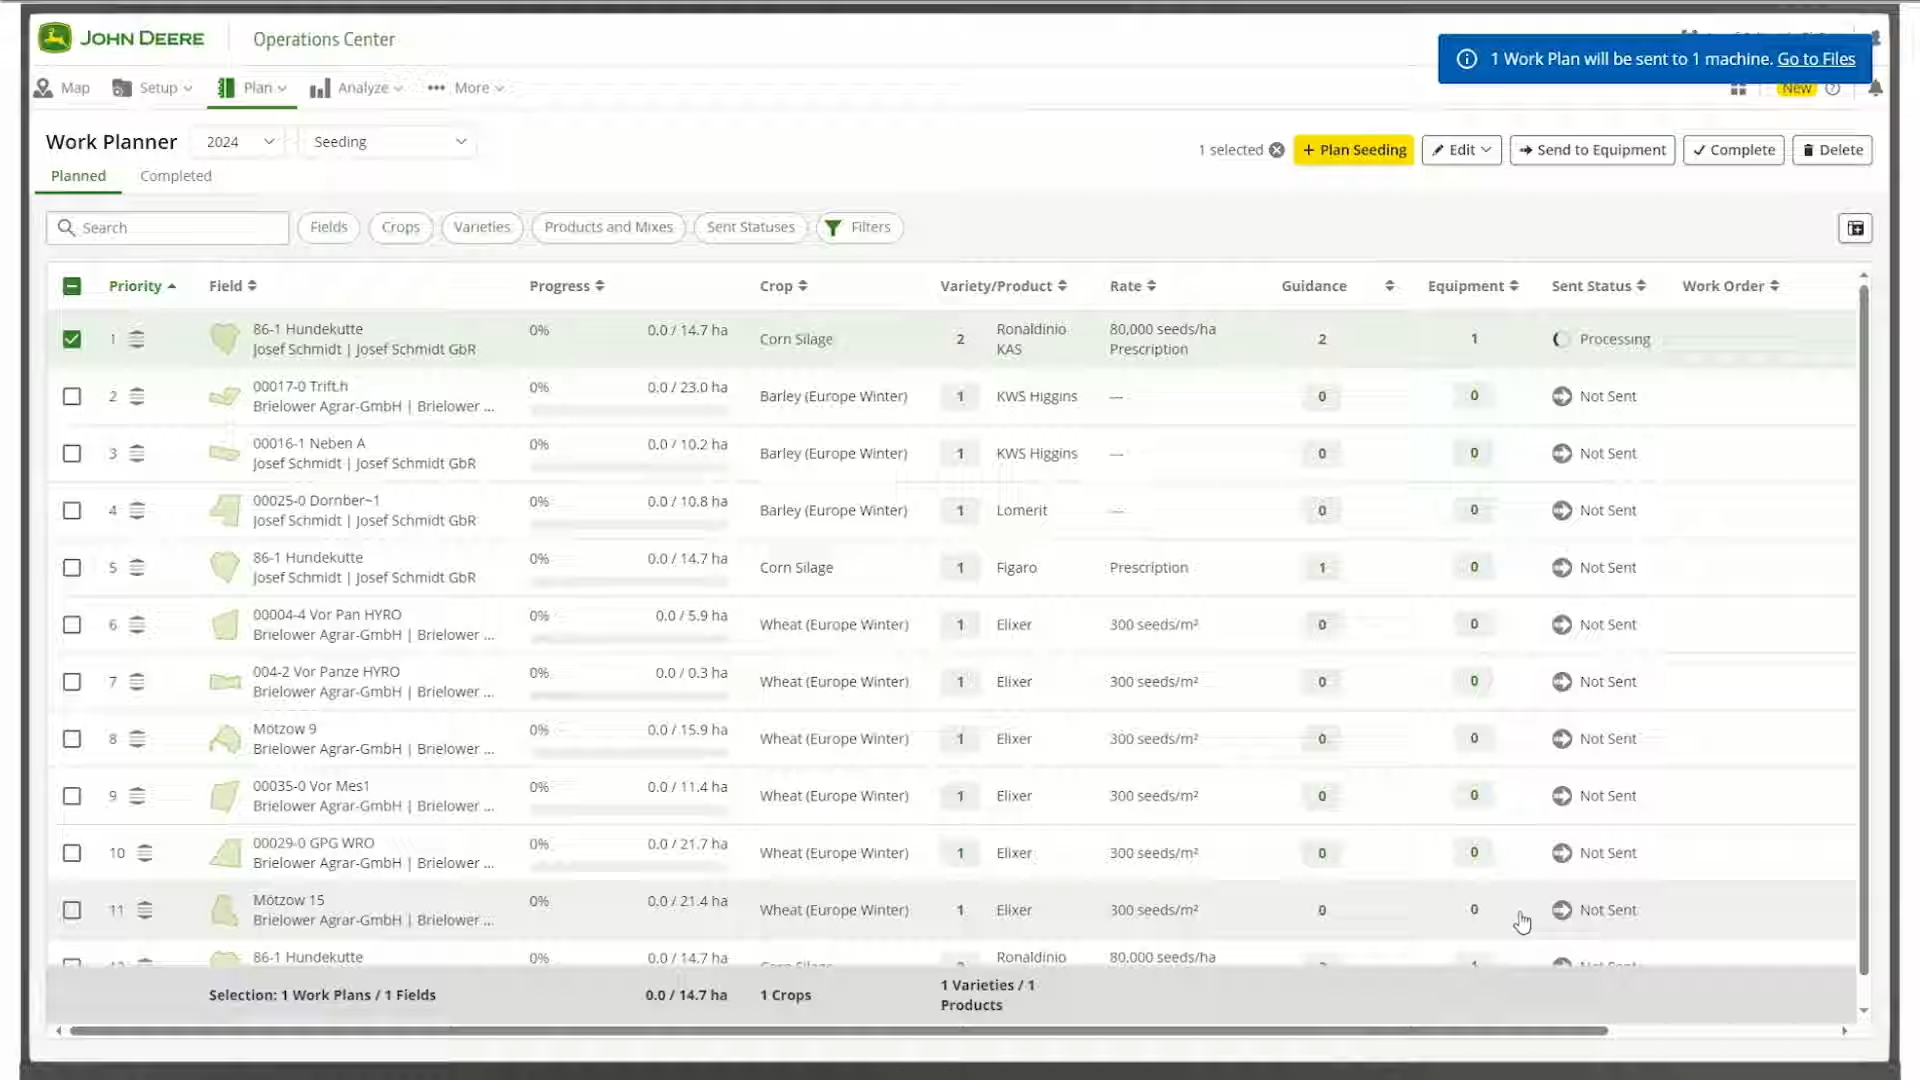 JOHN DEERE
Operations Center
1 Work Plan will be sent to 1 machine. Go to Files
Map
Setup
Plan
Analyze
More
New
Work Planner
2024
Seeding
1 selected
+ Plan Seeding
Edit
Send to Equipment
Complete
Delete
Planned
Completed
Search
Fields
Crops
Varieties
Products and Mixes
Sent Statuses
Filters
Priority Field Progress Crop Variety/Product Rate Guidance Equipment Sent Status Work Order
1 86-1 Hundekutte 0% 0.0 / 14.7 ha Corn Silage 2 Ronaldinio 80,000 seeds/ha 2 1 Processing
Josef Schmidt | Josef Schmidt GbR KAS Prescription
2 00017-0 Trift.h 0% 0.0 / 23.0 ha Barley (Europe Winter) 1 KWS Higgins — 0 0 Not Sent
Brielower Agrar-GmbH | Brielower ...
3 00016-1 Neben A 0% 0.0 / 10.2 ha Barley (Europe Winter) 1 KWS Higgins — 0 0 Not Sent
Josef Schmidt | Josef Schmidt GbR
4 00025-0 Dornber~1 0% 0.0 / 10.8 ha Barley (Europe Winter) 1 Lomerit — 0 0 Not Sent
Josef Schmidt | Josef Schmidt GbR
5 86-1 Hundekutte 0% 0.0 / 14.7 ha Corn Silage 1 Figaro Prescription 1 0 Not Sent
Josef Schmidt | Josef Schmidt GbR
6 00004-4 Vor Pan HYRO 0% 0.0 / 5.9 ha Wheat (Europe Winter) 1 Elixer 300 seeds/m² 0 0 Not Sent
Brielower Agrar-GmbH | Brielower ...
7 004-2 Vor Panze HYRO 0% 0.0 / 0.3 ha Wheat (Europe Winter) 1 Elixer 300 seeds/m² 0 0 Not Sent
Brielower Agrar-GmbH | Brielower ...
8 Mötzow 9 0% 0.0 / 15.9 ha Wheat (Europe Winter) 1 Elixer 300 seeds/m² 0 0 Not Sent
Brielower Agrar-GmbH | Brielower ...
9 00035-0 Vor Mes1 0% 0.0 / 11.4 ha Wheat (Europe Winter) 1 Elixer 300 seeds/m² 0 0 Not Sent
Brielower Agrar-GmbH | Brielower ...
10 00029-0 GPG WRO 0% 0.0 / 21.7 ha Wheat (Europe Winter) 1 Elixer 300 seeds/m² 0 0 Not Sent
Brielower Agrar-GmbH | Brielower ...
11 Mötzow 15 0% 0.0 / 21.4 ha Wheat (Europe Winter) 1 Elixer 300 seeds/m² 0 0 Not Sent
Brielower Agrar-GmbH | Brielower ...
86-1 Hundekutte 0% 0.0 / 14.7 ha Ronaldinio 80,000 seeds/ha
Selection: 1 Work Plans / 1 Fields 0.0 / 14.7 ha 1 Crops 1 Varieties / 1
Products